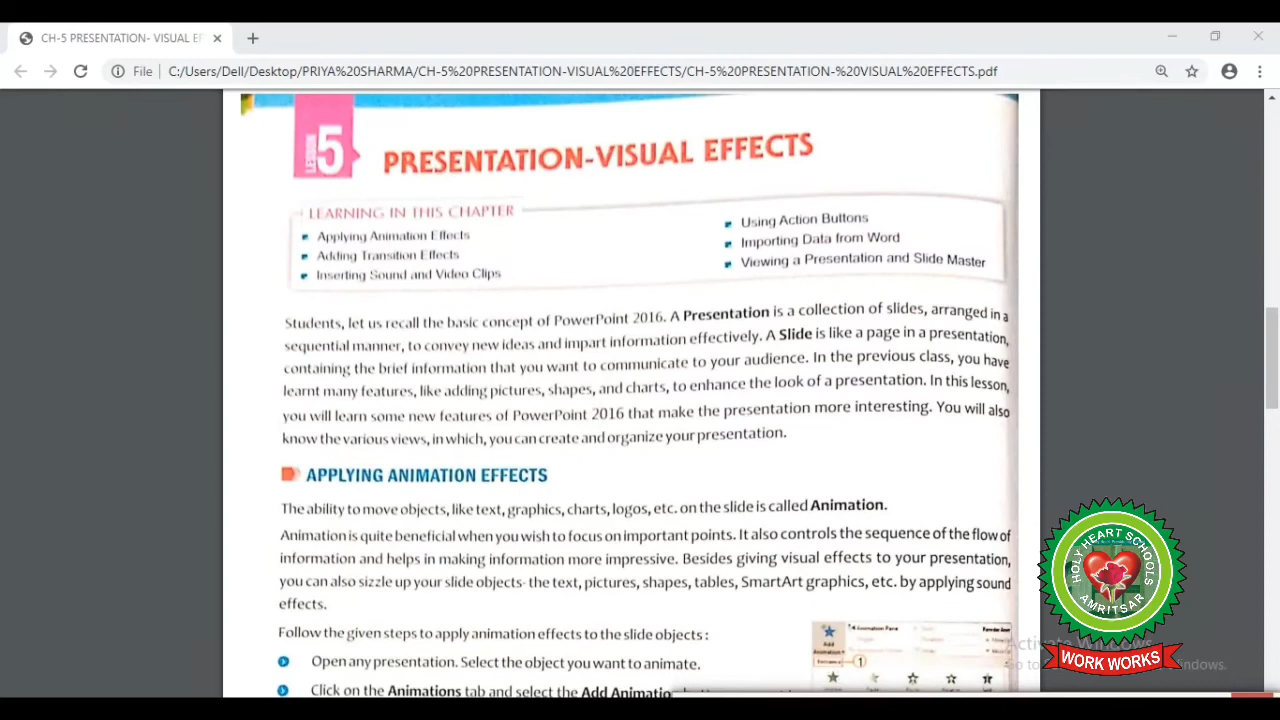 CH-5 PRESENTATION- VISUAL EF
File
C:/Users/Dell/Desktop/PRIYA%20SHARMA/CH-5%20PRESENTATION-VISUAL%20EFFECTS/CH-5%20PRESENTATION-%20VISUAL%20EFFECTS.pdf
LESSON
5
PRESENTATION-VISUAL EFFECTS
LEARNING IN THIS CHAPTER
Applying Animation Effects
Adding Transition Effects
Inserting Sound and Video Clips
Using Action Buttons
Importing Data from Word
Viewing a Presentation and Slide Master
Students, let us recall the basic concept of PowerPoint 2016. A Presentation is a collection of slides, arranged in a
sequential manner, to convey new ideas and impart information effectively. A Slide is like a page in a presentation,
containing the brief information that you want to communicate to your audience. In the previous class, you have
learnt many features, like adding pictures, shapes, and charts, to enhance the look of a presentation. In this lesson,
you will learn some new features of PowerPoint 2016 that make the presentation more interesting. You will also
know the various views, in which, you can create and organize your presentation.
APPLYING ANIMATION EFFECTS
The ability to move objects, like text, graphics, charts, logos, etc. on the slide is called Animation.
Animation is quite beneficial when you wish to focus on important points. It also controls the sequence of the flow of
information and helps in making information more impressive. Besides giving visual effects to your presentation,
you can also sizzle up your slide objects- the text, pictures, shapes, tables, SmartArt graphics, etc. by applying sound
effects.
Follow the given steps to apply animation effects to the slide objects :
Open any presentation. Select the object you want to animate.
Click on the Animations tab and select the Add Animatio
Animation Pane
Add
Animation
1
HOLY HEART SCHOOLS
AMRITSAR
WORK WORKS
Activate Windows
Go to
Windows.